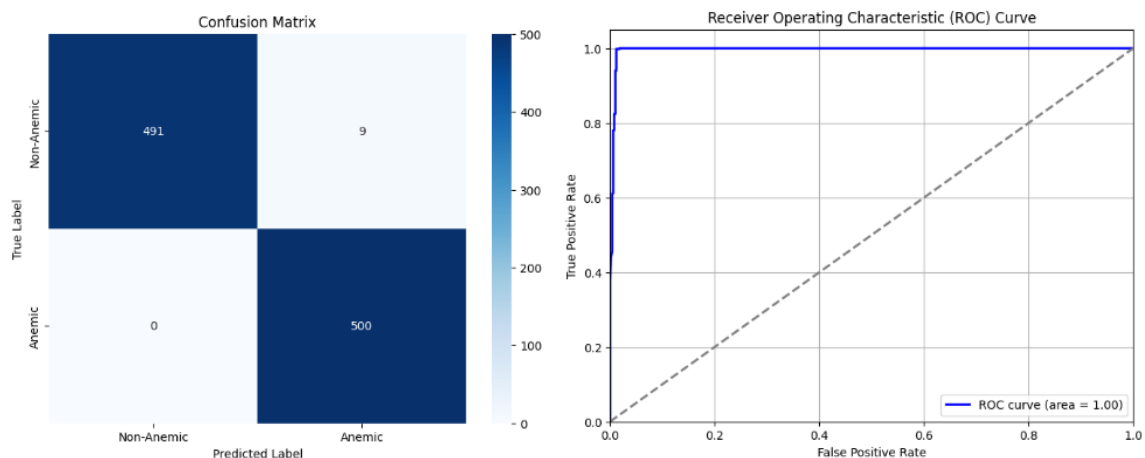 Confusion Matrix
Non-Anemic
Anemic
True Label
491
9
0
500
Non-Anemic
Anemic
Predicted Label
500
400
300
200
100
0
Receiver Operating Characteristic (ROC) Curve
True Positive Rate
1.0
0.8
0.6
0.4
0.2
0.0
0.0
0.2
0.4
0.6
0.8
1.0
False Positive Rate
ROC curve (area = 1.00)